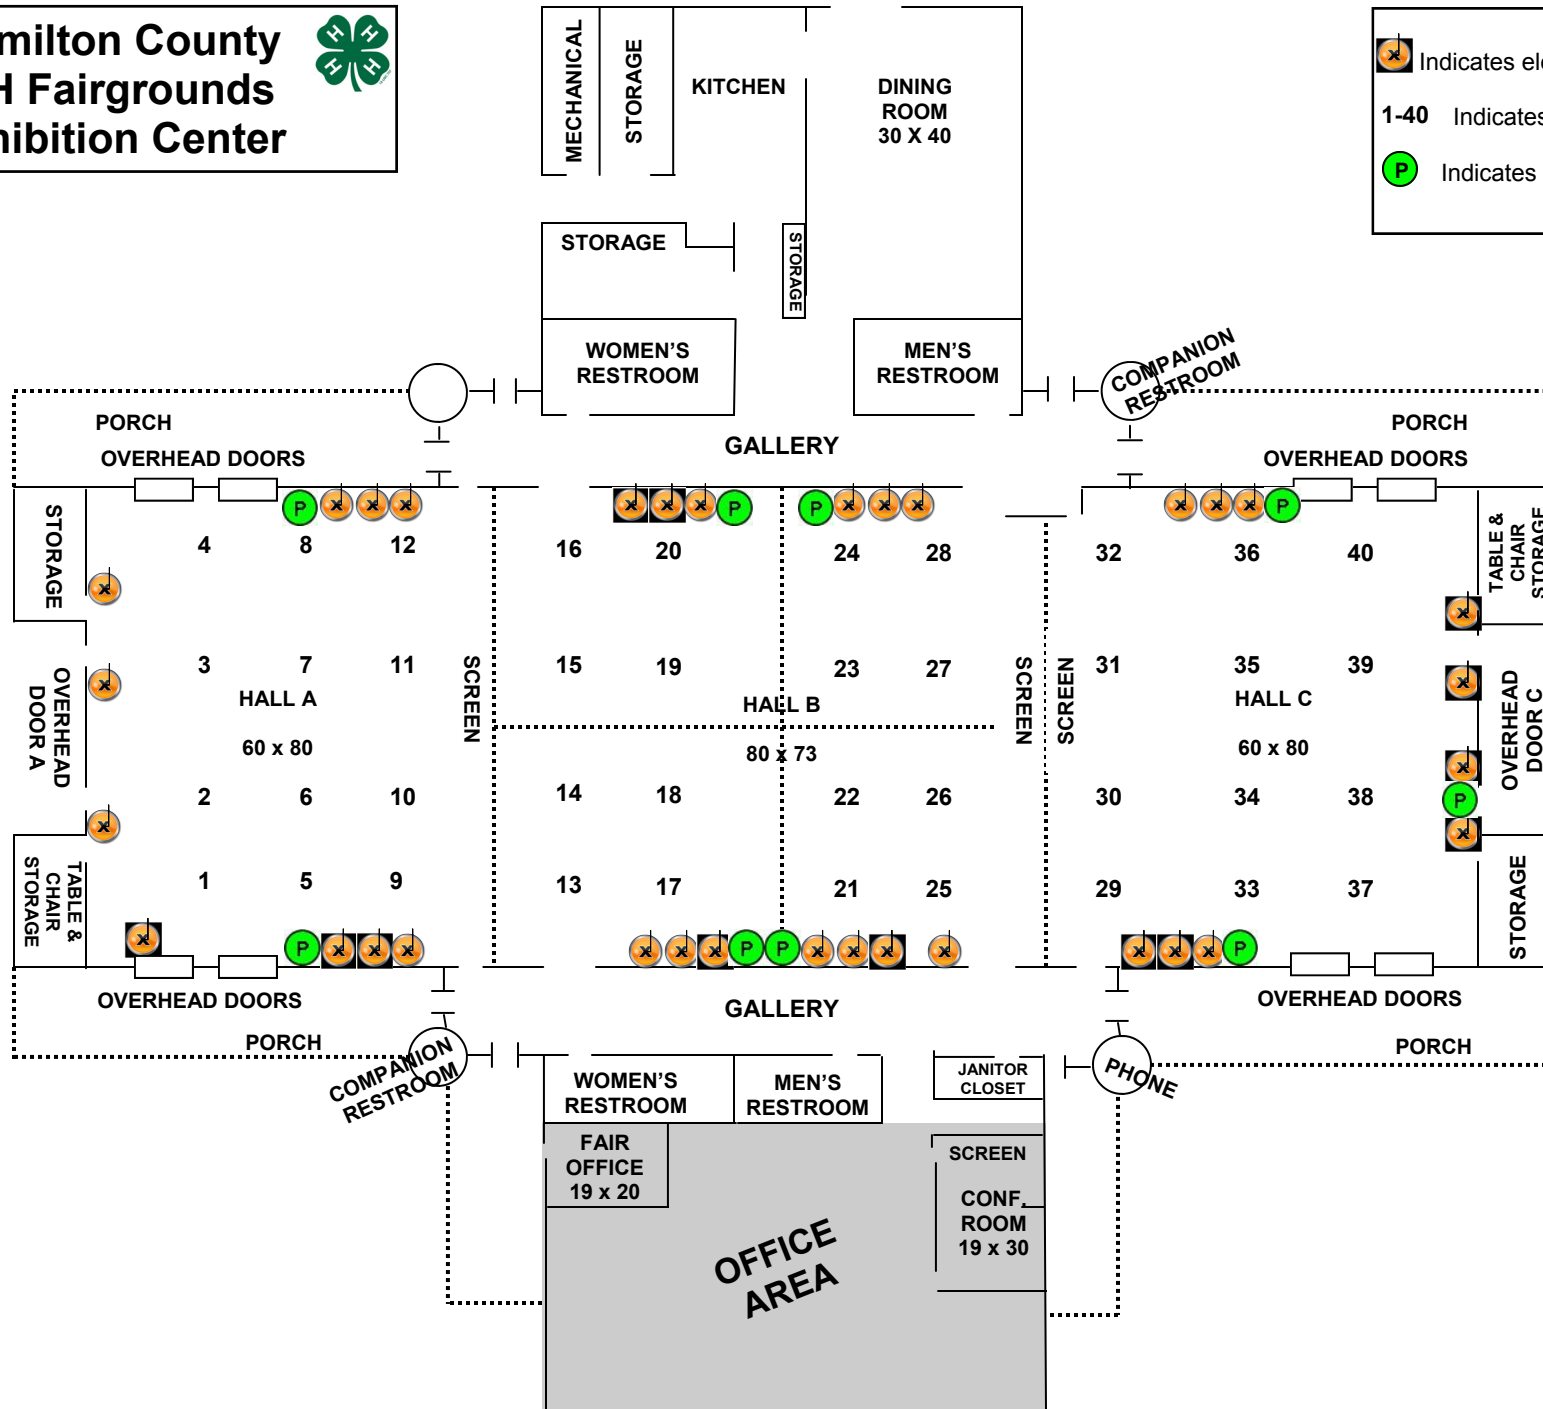 milton County
H Fairgrounds
hibition Center
H H H H
MECHANICAL
STORAGE
KITCHEN
DINING
ROOM
30 X 40
x Indicates ele
1-40 Indicates
P Indicates
STORAGE
STORAGE
WOMEN'S
RESTROOM
MEN'S
RESTROOM
COMPANION
RESTROOM
PORCH
OVERHEAD DOORS
GALLERY
PORCH
OVERHEAD DOORS
P x x x
x x x P
P x x x
x x x P
STORAGE
4 8 12
16 20
24 28
32 36 40
TABLE &
CHAIR
STORAGE
x
x
3 7 11
15 19
23 27
31 35 39
OVERHEAD
DOOR A
x
HALL A
60 x 80
SCREEN
HALL B
80 x 73
SCREEN
SCREEN
HALL C
60 x 80
x
OVERHEAD
DOOR C
2 6 10
14 18
22 26
30 34 38
x
P
x
x
TABLE &
CHAIR
STORAGE
1 5 9
13 17
21 25
29 33 37
STORAGE
x
P x x x
x x x P
P x x x x
x x x P
OVERHEAD DOORS
PORCH
GALLERY
OVERHEAD DOORS
PORCH
COMPANION
RESTROOM
WOMEN'S
RESTROOM
MEN'S
RESTROOM
JANITOR
CLOSET
PHONE
FAIR
OFFICE
19 x 20
SCREEN
CONF.
ROOM
19 x 30
OFFICE
AREA